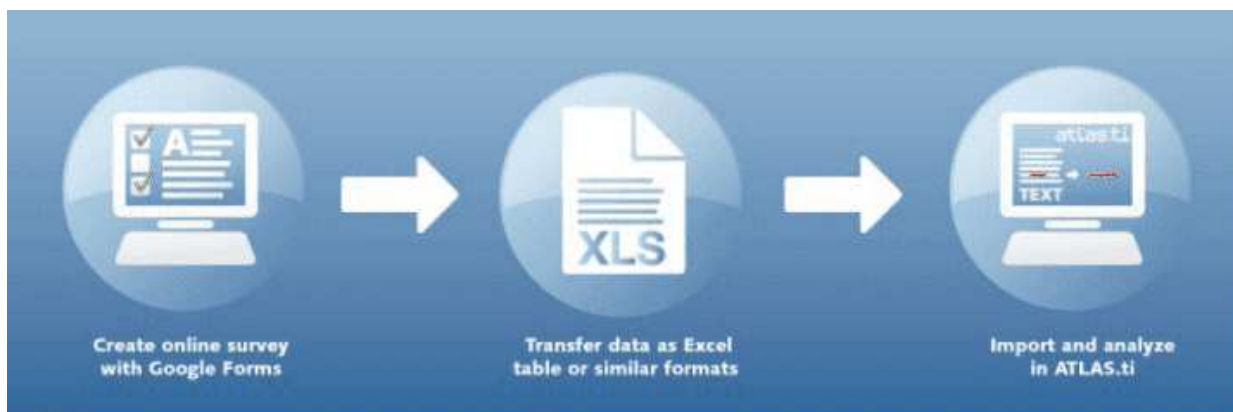 A
Create online survey
with Google Forms
XLS
Transfer data as Excel
table or similar formats
atlas.ti
TEXT
Import and analyze
in ATLAS.ti